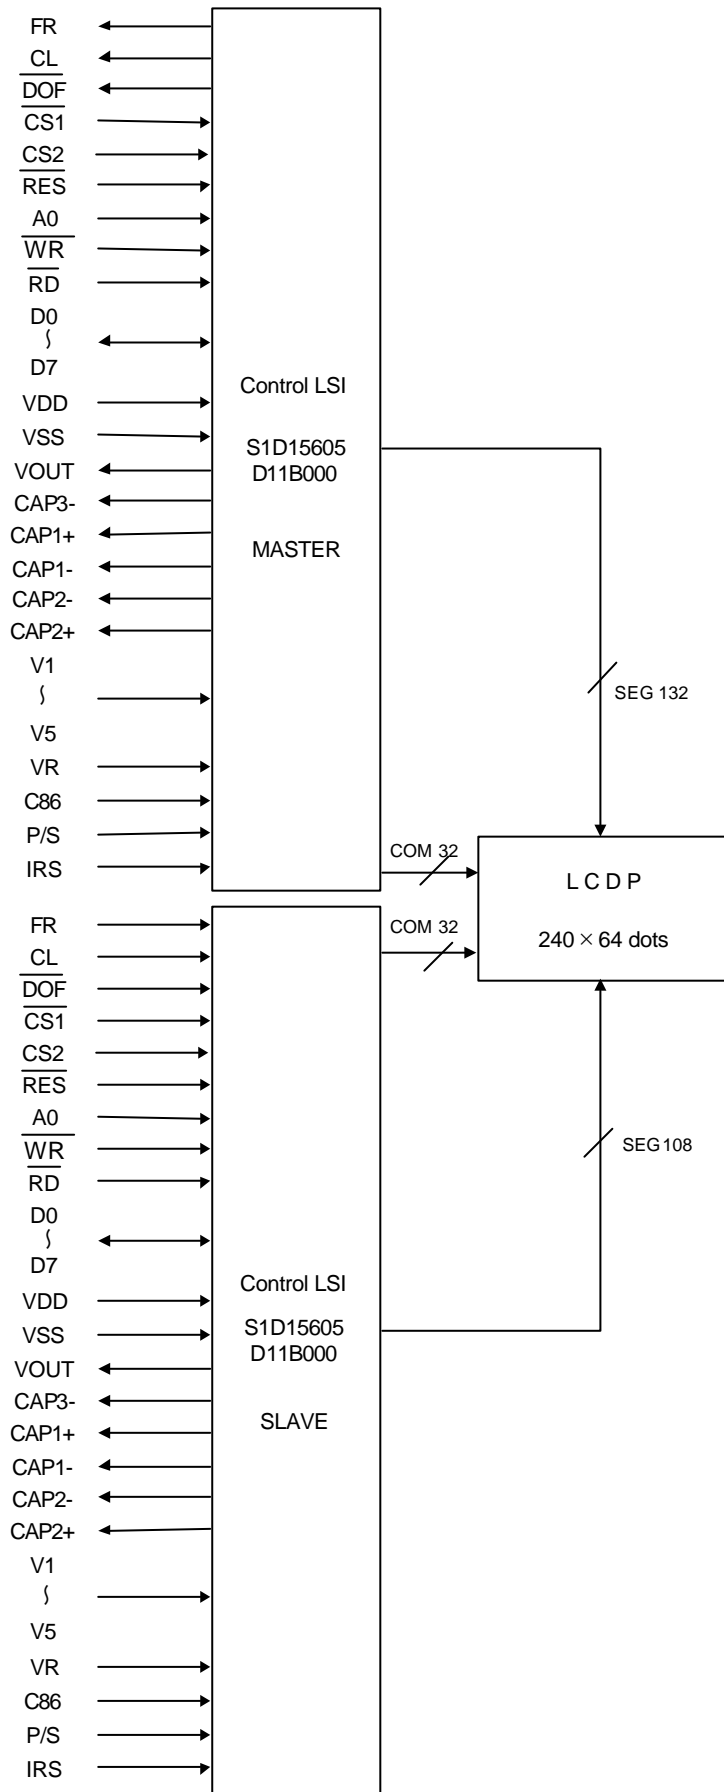 FR
CL
DOF
CS1
CS2
RES
A0
WR
RD
D0
D7
VDD
VSS
VOUT
CAP3-
CAP1+
CAP1-
CAP2-
CAP2+
V1
V5
VR
C86
P/S
IRS
Control LSI
S1D15605
D11B000
MASTER
SEG 132
COM 32
L C D P
240 × 64 dots
COM 32
SEG 108
FR
CL
DOF
CS1
CS2
RES
A0
WR
RD
D0
D7
VDD
VSS
VOUT
CAP3-
CAP1+
CAP1-
CAP2-
CAP2+
V1
V5
VR
C86
P/S
IRS
Control LSI
S1D15605
D11B000
SLAVE